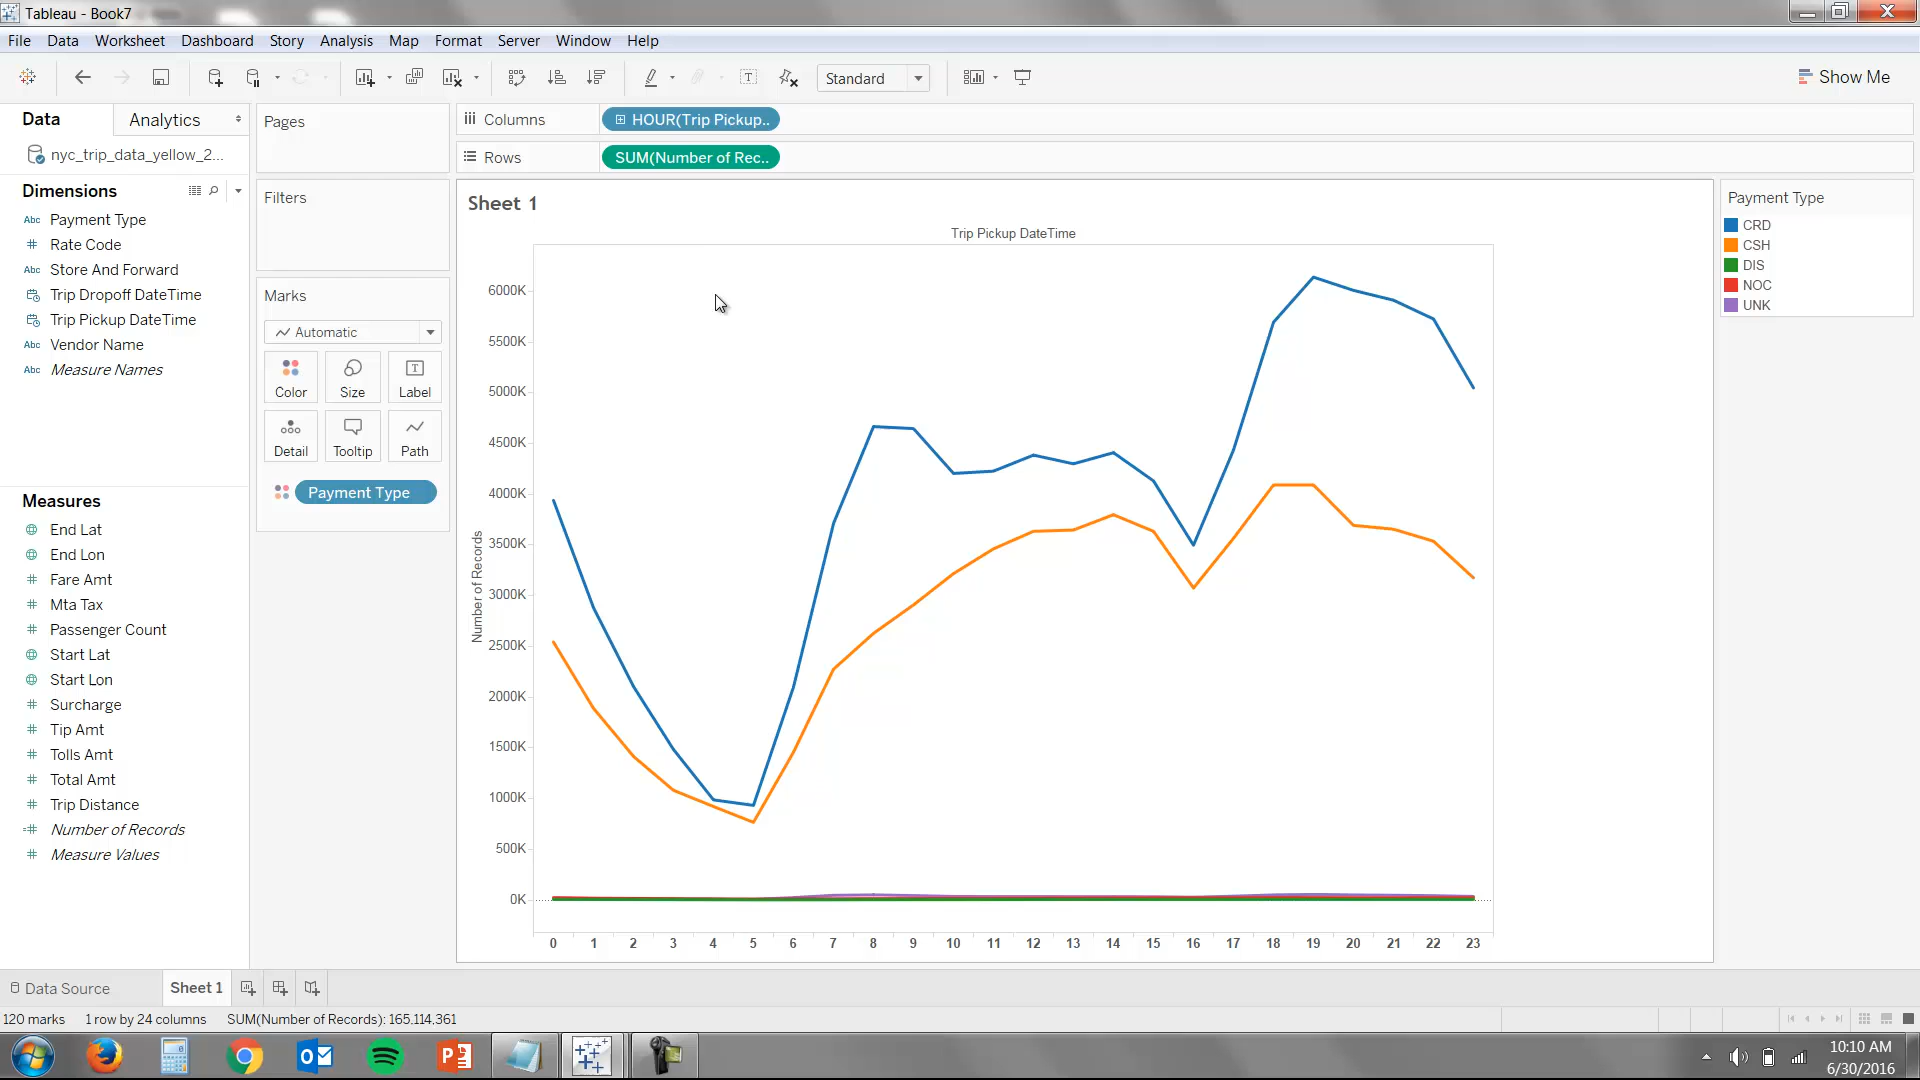 Tableau - Book7
File Data Worksheet Dashboard Story Analysis Map Format Server Window Help
Standard
Show Me
Data Analytics
nyc_trip_data_yellow_2...
Dimensions
Abc Payment Type
# Rate Code
Abc Store And Forward
Trip Dropoff DateTime
Trip Pickup DateTime
Abc Vendor Name
Abc Measure Names
Measures
End Lat
End Lon
# Fare Amt
# Mta Tax
# Passenger Count
Start Lat
Start Lon
# Surcharge
# Tip Amt
# Tolls Amt
# Total Amt
# Trip Distance
=# Number of Records
# Measure Values
Pages
Filters
Marks
Automatic
Color Size Label
Detail Tooltip Path
Payment Type
Columns HOUR(Trip Pickup..
Rows SUM(Number of Rec..
Sheet 1
Trip Pickup DateTime
Number of Records
6000K
5500K
5000K
4500K
4000K
3500K
3000K
2500K
2000K
1500K
1000K
500K
0K
0 1 2 3 4 5 6 7 8 9 10 11 12 13 14 15 16 17 18 19 20 21 22 23
Payment Type
CRD
CSH
DIS
NOC
UNK
Data Source Sheet 1
120 marks 1 row by 24 columns SUM(Number of Records): 165,114,361
10:10 AM
6/30/2016